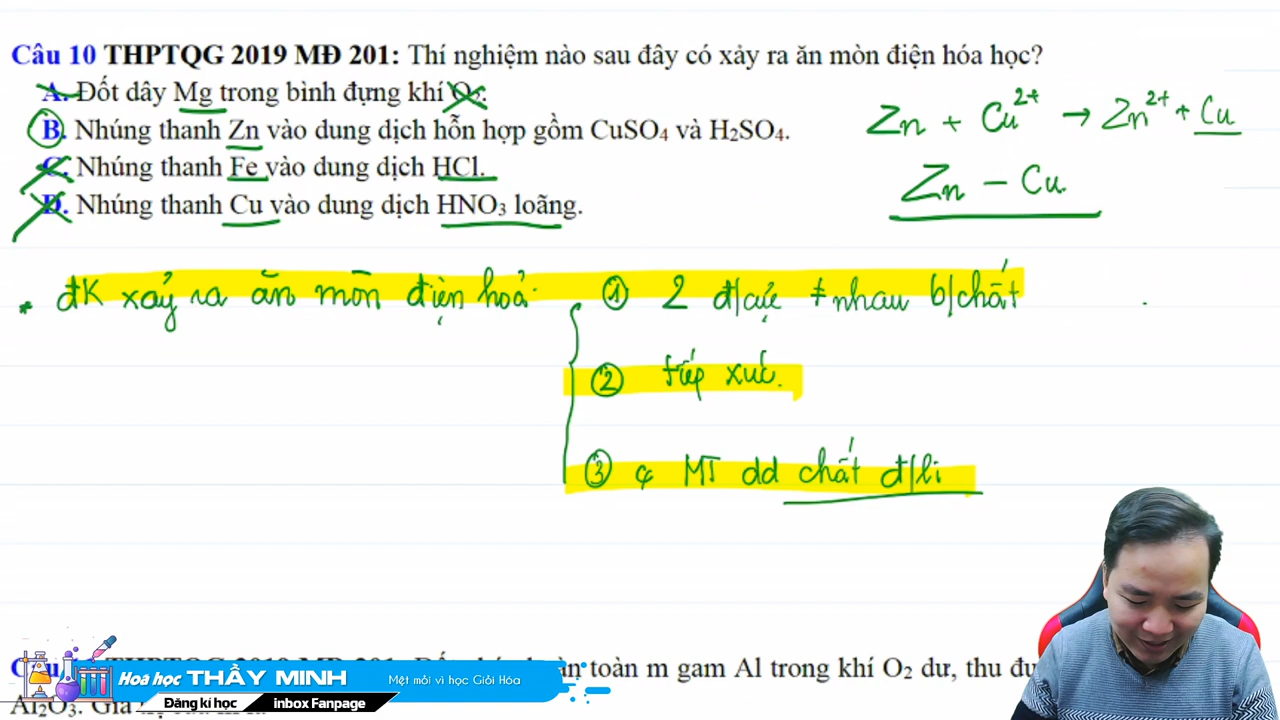 Câu 10 THPTQG 2019 MĐ 201: Thí nghiệm nào sau đây có xảy ra ăn mòn điện hóa học?
A. Đốt dây Mg trong bình đựng khí O₂.
B. Nhúng thanh Zn vào dung dịch hỗn hợp gồm CuSO₄ và H₂SO₄.
C. Nhúng thanh Fe vào dung dịch HCl.
D. Nhúng thanh Cu vào dung dịch HNO₃ loãng.
Zn + Cu²⁺ → Zn²⁺ + Cu
Zn – Cu
* đK xảy ra ăn mòn điện hoá:
① 2 đ/cực ≠ nhau b/chất
② tiếp xúc.
③ MT dd chất đ/li
THPTQG 2019 MĐ 201: toàn m gam Al trong khí O₂ dư, thu
Al₂O₃.
Hoá học THẦY MINH
Mệt mỏi vì học Giỏi Hóa
Đăng kí học inbox Fanpage